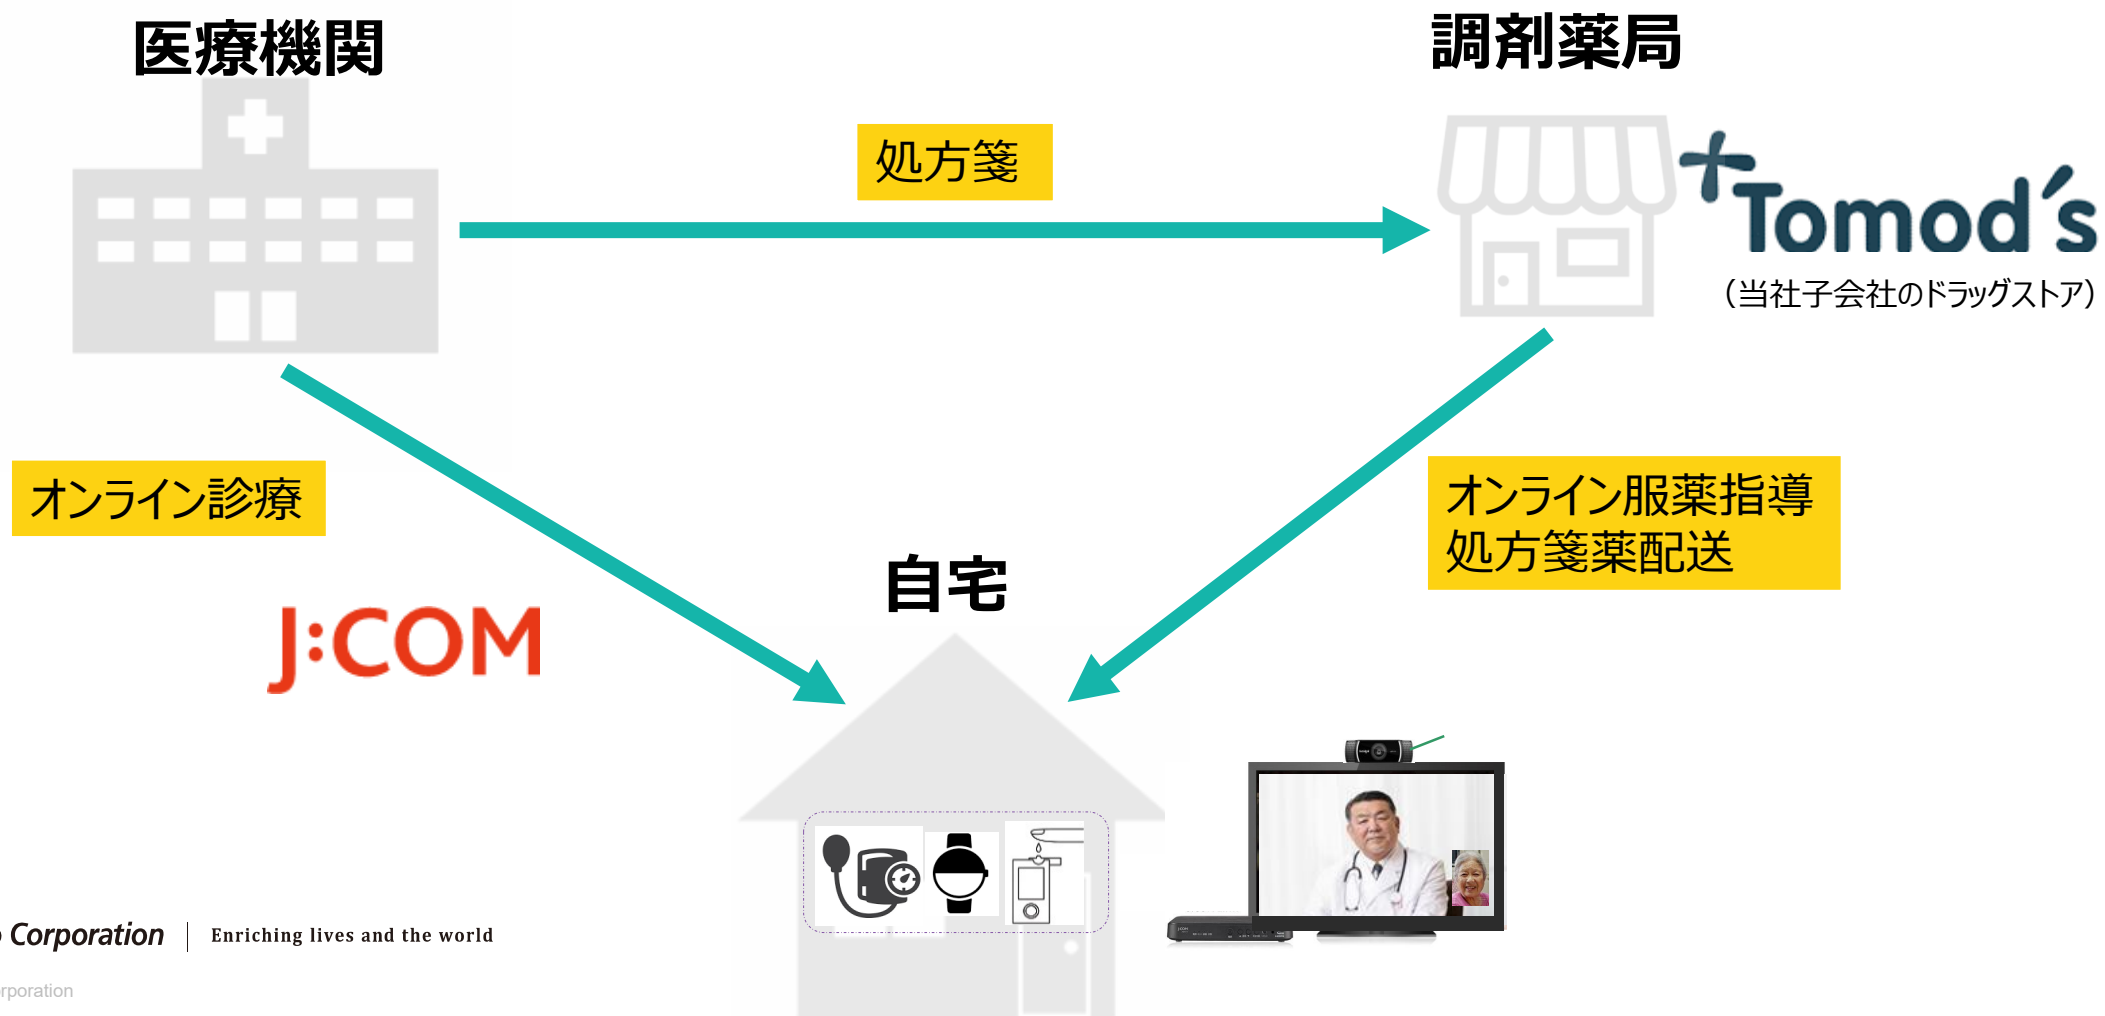 医療機関
調剤薬局
処方箋
Tomod's
（当社子会社のドラッグストア）
オンライン診療
オンライン服薬指導
処方箋薬配送
J:COM
自宅
Corporation
Enriching lives and the world
rporation